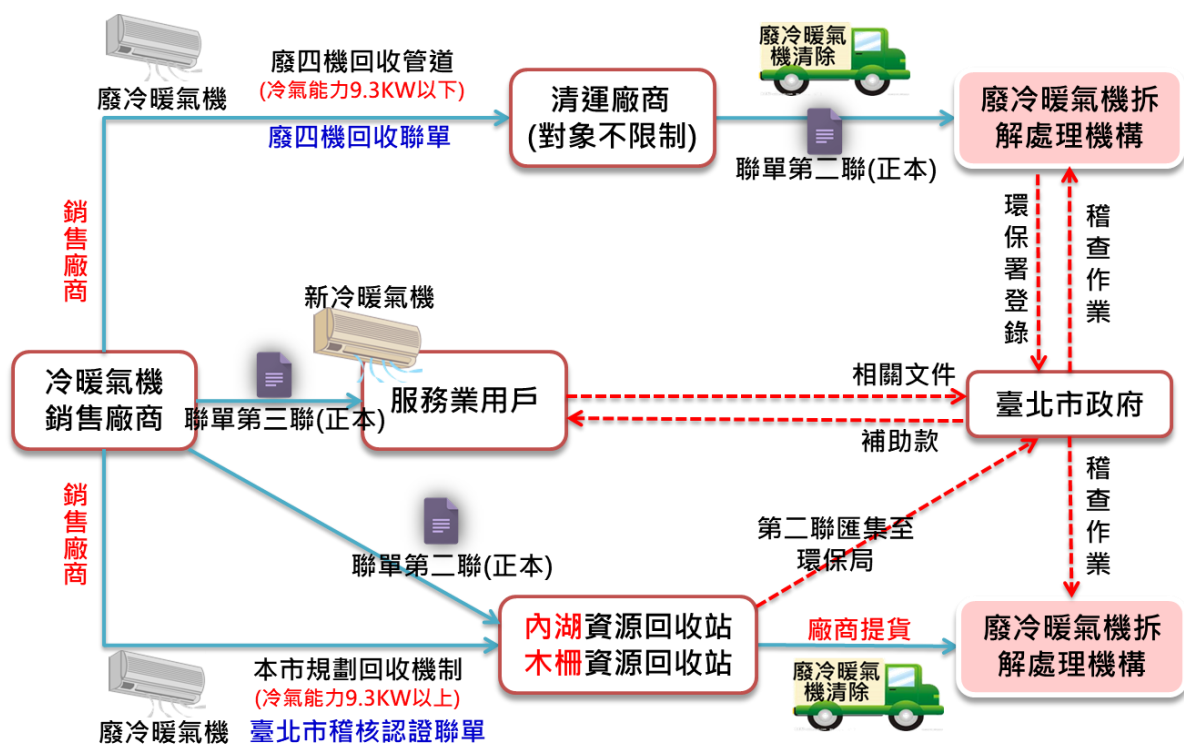 廢冷暖氣機
廢四機回收管道
(冷氣能力9.3KW以下)
廢四機回收聯單
清運廠商
(對象不限制)
廢冷暖氣
機清除
聯單第二聯(正本)
廢冷暖氣機拆
解處理機構
銷售廠商
環保署登錄
稽查作業
新冷暖氣機
冷暖氣機
銷售廠商
聯單第三聯(正本)
服務業用戶
相關文件
補助款
臺北市政府
銷售廠商
聯單第二聯(正本)
第二聯匯集至
環保局
稽查作業
廢冷暖氣機
本市規劃回收機制
(冷氣能力9.3KW以上)
臺北市稽核認證聯單
內湖資源回收站
木柵資源回收站
廠商提貨
廢冷暖氣
機清除
廢冷暖氣機拆
解處理機構